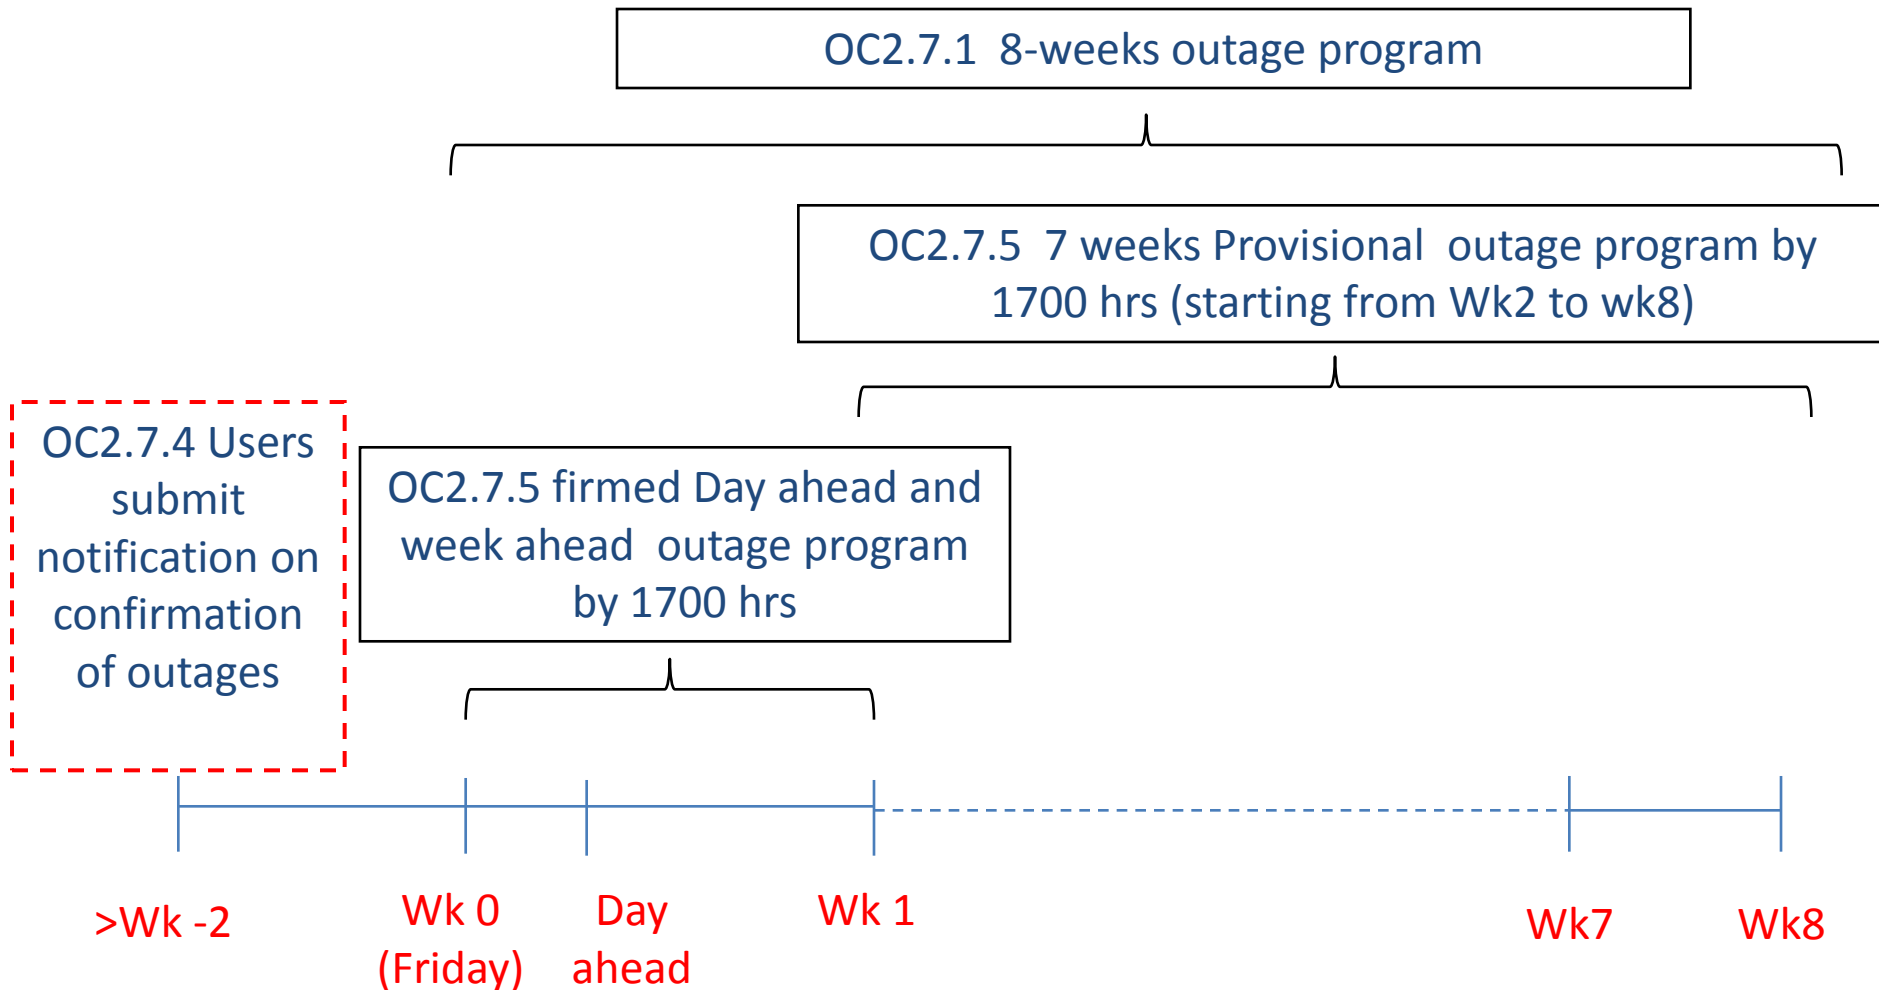 OC2.7.1  8-weeks outage program
OC2.7.5  7 weeks Provisional  outage program by
1700 hrs (starting from Wk2 to wk8)
OC2.7.4 Users
submit
notification on
confirmation
of outages
OC2.7.5 firmed Day ahead and
week ahead  outage program
by 1700 hrs
>Wk -2
Wk 0
(Friday)
Day
ahead
Wk 1
Wk7
Wk8